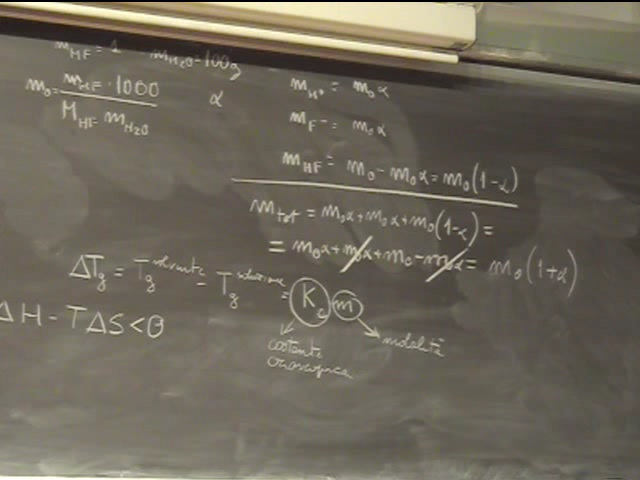 m_HF = 1 m_H2O = 100g
m₀ = m_HF · 1000 / M_HF m_H2O
α
m_H⁺ = m₀α
m_F⁻ = m₀α
m_HF = m₀ - m₀α = m₀(1-α)
m_tot = m₀α + m₀α + m₀(1-α) =
= m₀α + m₀α + m₀ - m₀α = m₀(1+α)
ΔT_g = T_g^solvente - T_g^soluzione = K_c m
ΔH - TΔS < 0
costante crioscopica
molalità